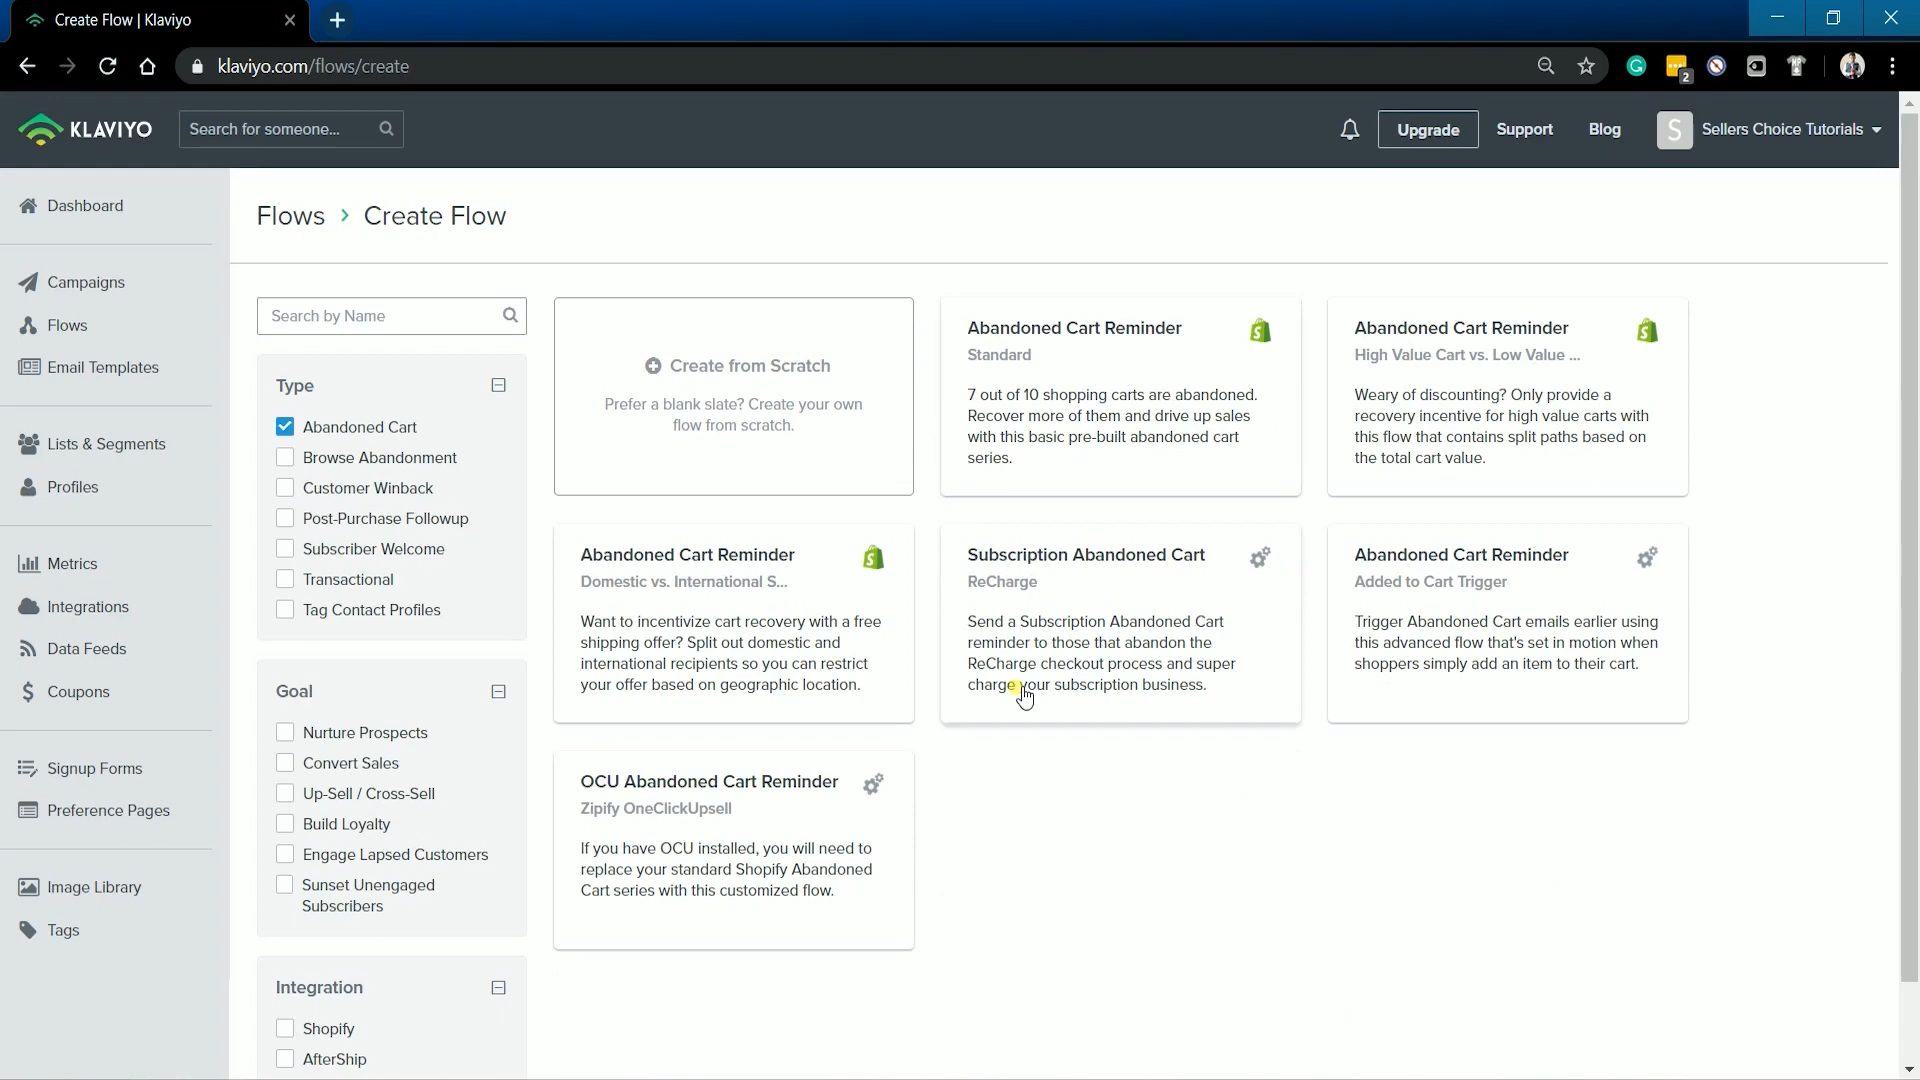 Create Flow | Klaviyo
klaviyo.com/flows/create
2
KLAVIYO
Search for someone...
Upgrade
Support
Blog
S
Sellers Choice Tutorials
Dashboard
Campaigns
Flows
Email Templates
Lists & Segments
Profiles
Metrics
Integrations
Data Feeds
Coupons
Signup Forms
Preference Pages
Image Library
Tags
Flows > Create Flow
Search by Name
Type
Abandoned Cart
Browse Abandonment
Customer Winback
Post-Purchase Followup
Subscriber Welcome
Transactional
Tag Contact Profiles
Goal
Nurture Prospects
Convert Sales
Up-Sell / Cross-Sell
Build Loyalty
Engage Lapsed Customers
Sunset Unengaged
Subscribers
Integration
Shopify
AfterShip
Create from Scratch
Prefer a blank slate? Create your own
flow from scratch.
Abandoned Cart Reminder
Standard
7 out of 10 shopping carts are abandoned.
Recover more of them and drive up sales
with this basic pre-built abandoned cart
series.
Abandoned Cart Reminder
High Value Cart vs. Low Value ...
Weary of discounting? Only provide a
recovery incentive for high value carts with
this flow that contains split paths based on
the total cart value.
Abandoned Cart Reminder
Domestic vs. International S...
Want to incentivize cart recovery with a free
shipping offer? Split out domestic and
international recipients so you can restrict
your offer based on geographic location.
Subscription Abandoned Cart
ReCharge
Send a Subscription Abandoned Cart
reminder to those that abandon the
ReCharge checkout process and super
charge your subscription business.
Abandoned Cart Reminder
Added to Cart Trigger
Trigger Abandoned Cart emails earlier using
this advanced flow that's set in motion when
shoppers simply add an item to their cart.
OCU Abandoned Cart Reminder
Zipify OneClickUpsell
If you have OCU installed, you will need to
replace your standard Shopify Abandoned
Cart series with this customized flow.